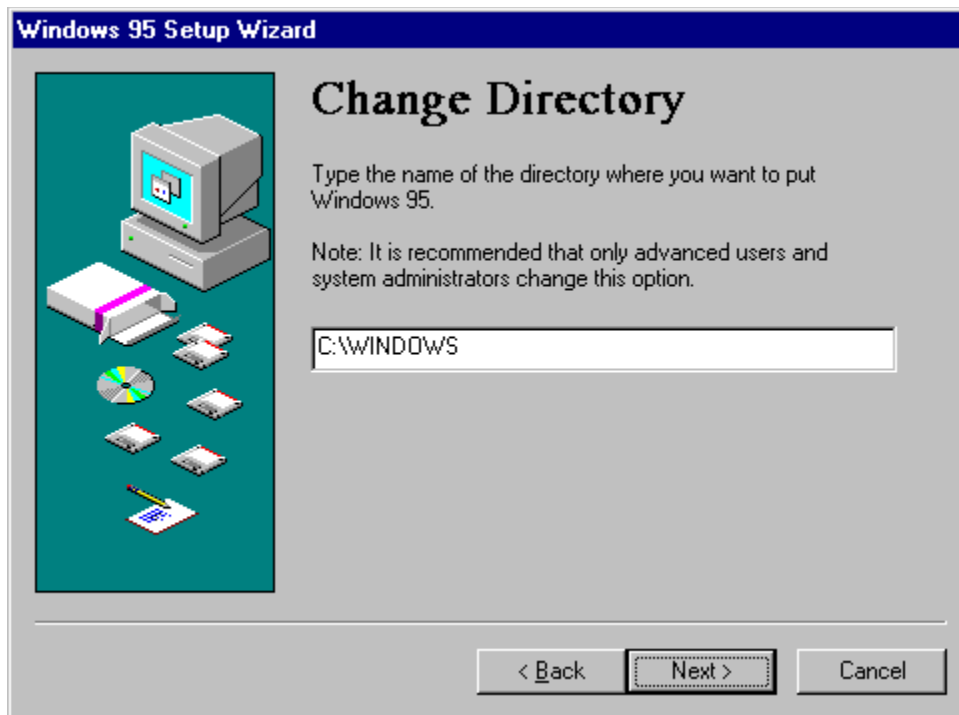 Windows 95 Setup Wizard
Change Directory
Type the name of the directory where you want to put
Windows 95.
Note: It is recommended that only advanced users and
system administrators change this option.
C:\WINDOWS
< Back
Next >
Cancel